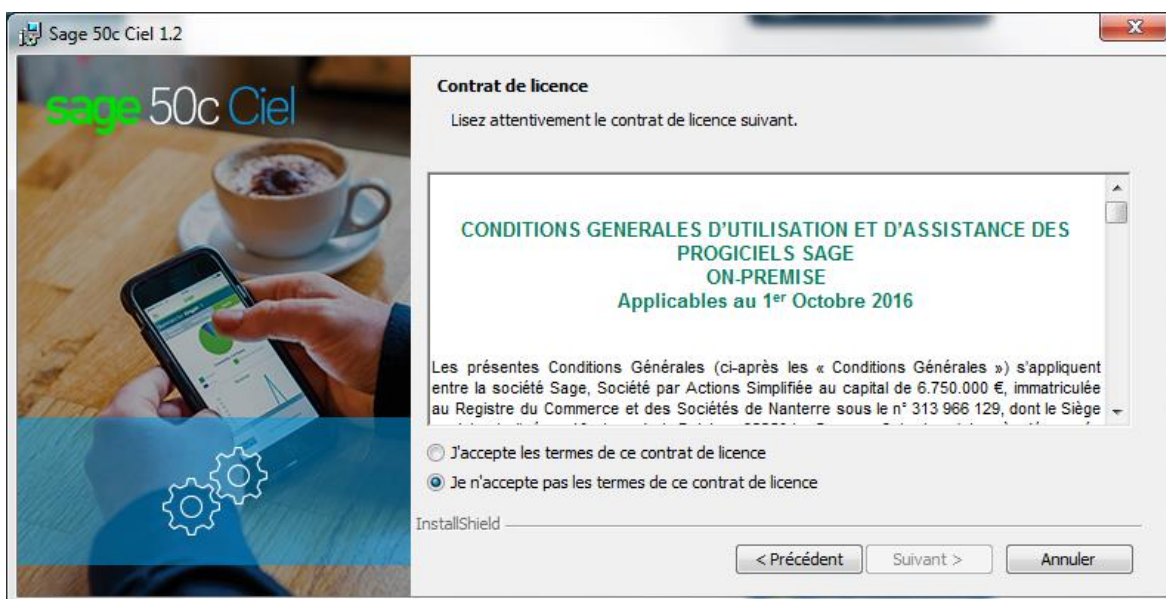 Sage 50c Ciel 1.2
sage 50c Ciel
Contrat de licence
Lisez attentivement le contrat de licence suivant.
CONDITIONS GENERALES D'UTILISATION ET D'ASSISTANCE DES
PROGICIELS SAGE
ON-PREMISE
Applicables au 1er Octobre 2016
Les présentes Conditions Générales (ci-après les « Conditions Générales ») s'appliquent
entre la société Sage, Société par Actions Simplifiée au capital de 6.750.000 €, immatriculée
au Registre du Commerce et des Sociétés de Nanterre sous le n° 313 966 129, dont le Siège
J'accepte les termes de ce contrat de licence
Je n'accepte pas les termes de ce contrat de licence
InstallShield
< Précédent
Suivant >
Annuler